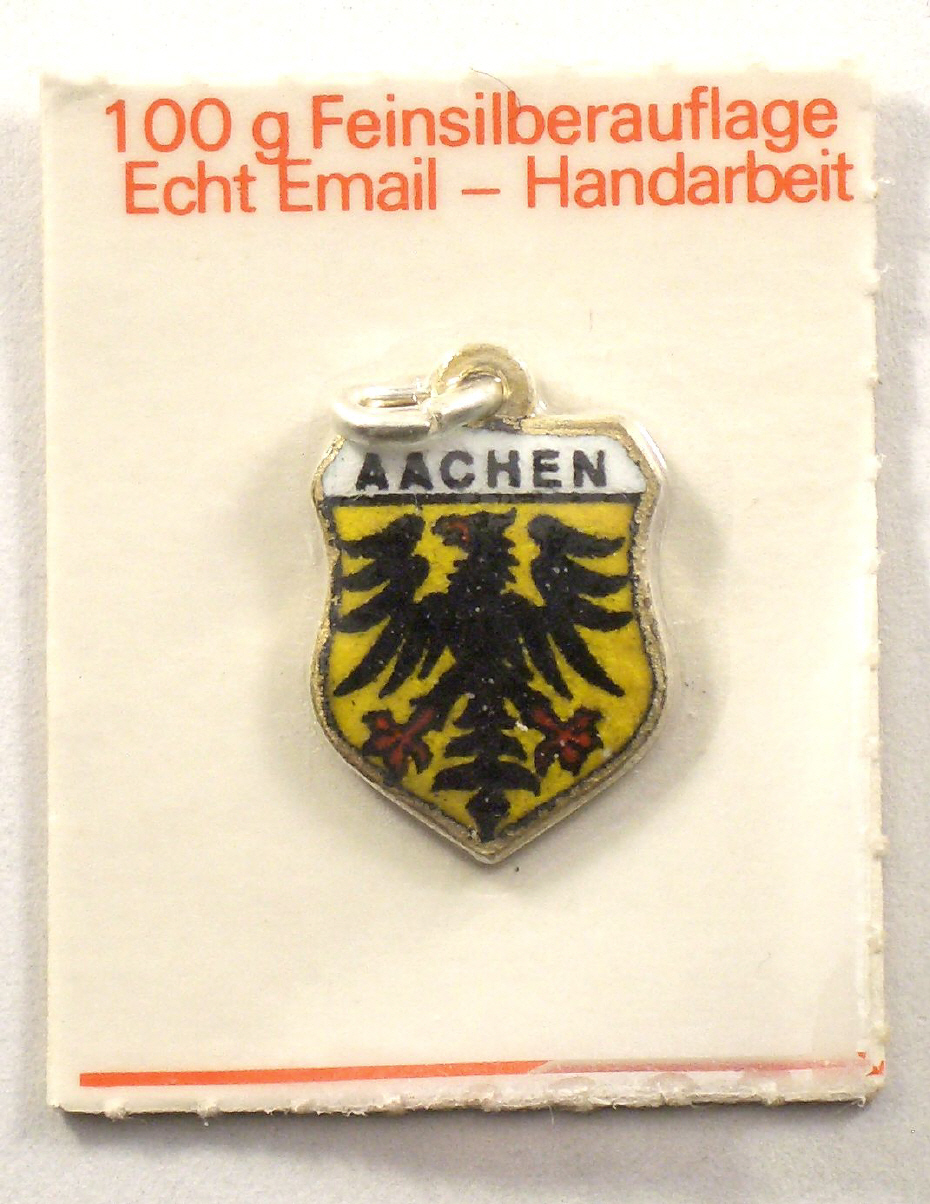 100 g Feinsilberauflage
Echt Email – Handarbeit
AACHEN